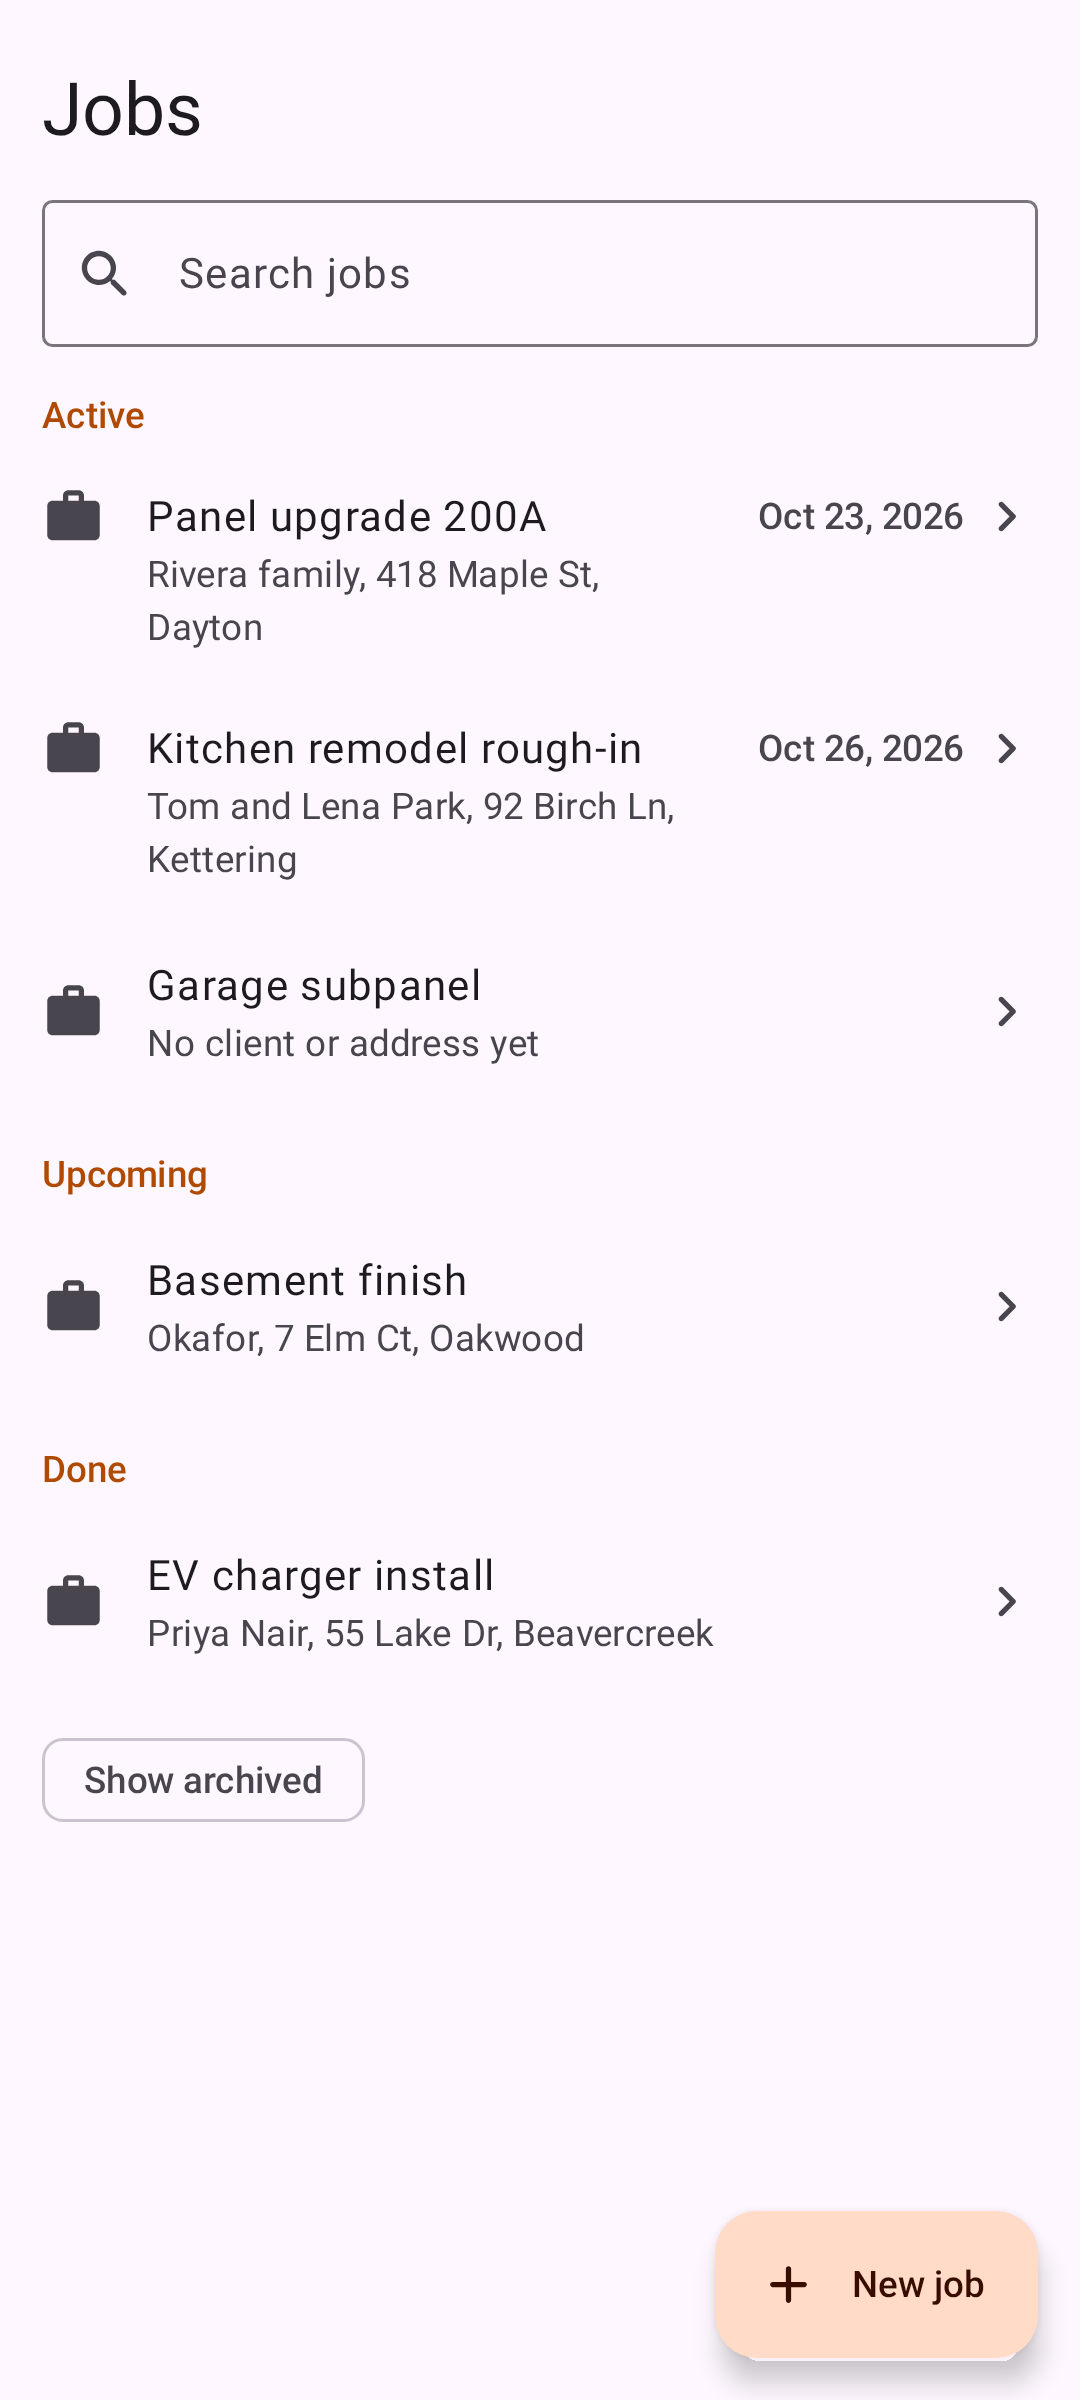 Jobs
Search jobs
Active
Panel upgrade 200A
Oct 23, 2026
Rivera family, 418 Maple St,
Dayton
Kitchen remodel rough-in
Oct 26, 2026
Tom and Lena Park, 92 Birch Ln,
Kettering
Garage subpanel
No client or address yet
Upcoming
Basement finish
Okafor, 7 Elm Ct, Oakwood
Done
EV charger install
Priya Nair, 55 Lake Dr, Beavercreek
Show archived
New job